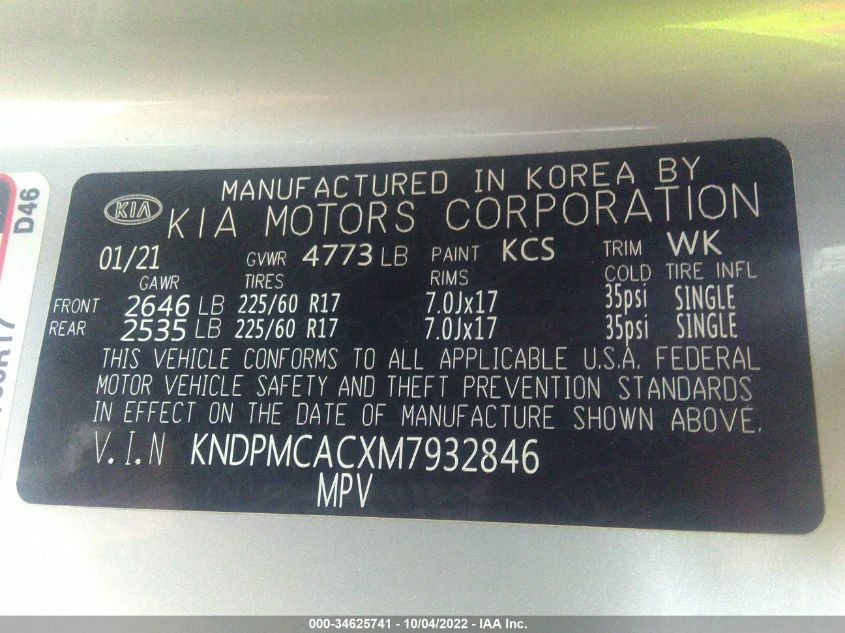 MANUFACTURED IN KOREA BY
KIA KIA MOTORS CORPORATION
01/21 GVWR 4773 LB PAINT KCS TRIM WK
GAWR TIRES RIMS COLD TIRE INFL
FRONT 2646 LB 225/60 R17 7.0Jx17 35psi SINGLE
REAR 2535 LB 225/60 R17 7.0Jx17 35psi SINGLE
THIS VEHICLE CONFORMS TO ALL APPLICABLE U.S.A. FEDERAL
MOTOR VEHICLE SAFETY AND THEFT PREVENTION STANDARDS
IN EFFECT ON THE DATE OF MANUFACTURE SHOWN ABOVE.
V.I.N KNDPMCACXM7932846
MPV
D46
000-34625741 - 10/04/2022 - IAA Inc.